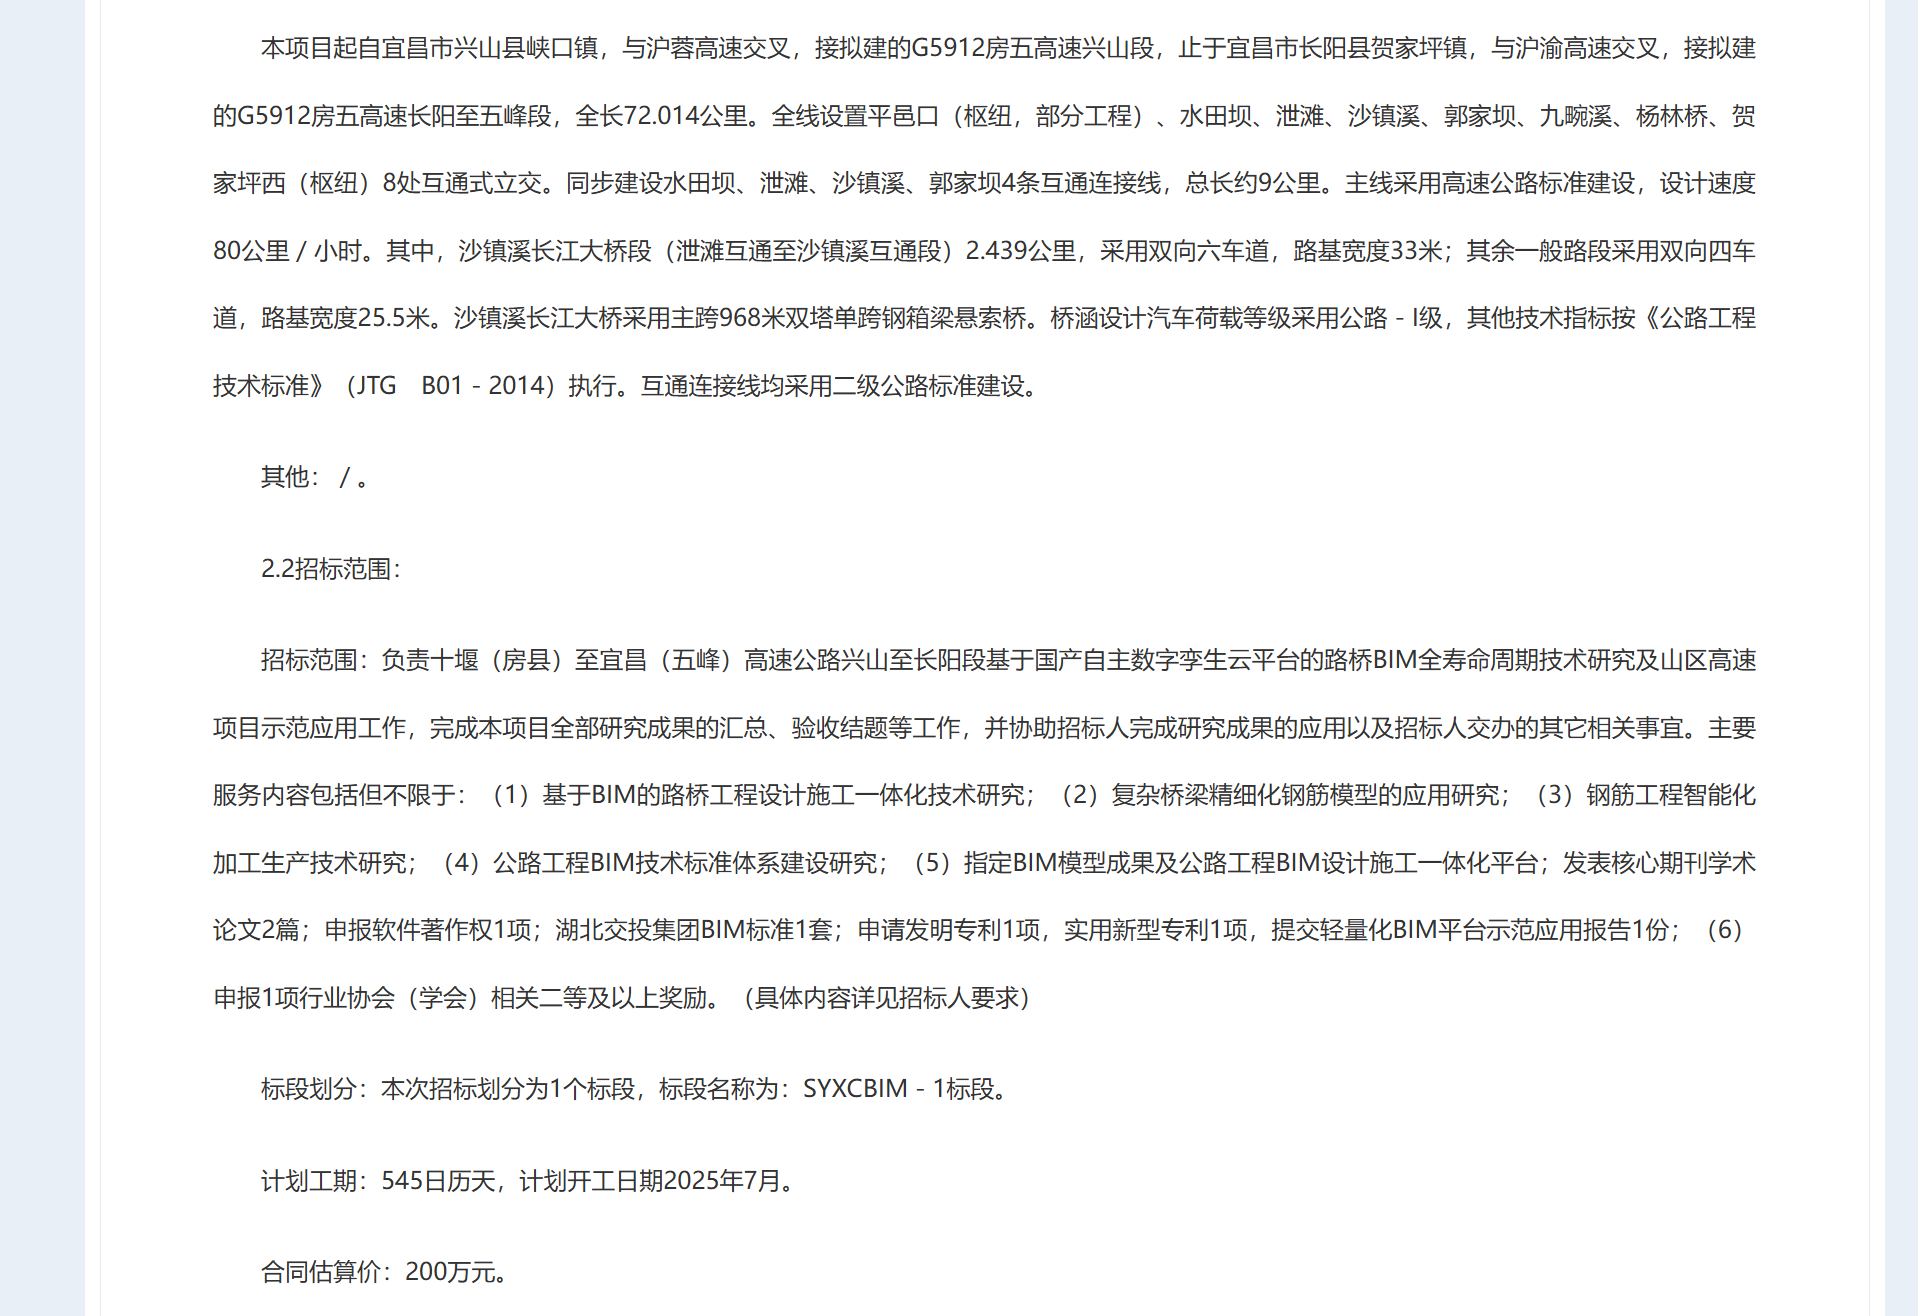 本项目起自宜昌市兴山县峡口镇，与沪蓉高速交叉，接拟建的G5912房五高速兴山段，止于宜昌市长阳县贺家坪镇，与沪渝高速交叉，接拟建
的G5912房五高速长阳至五峰段，全长72.014公里。全线设置平邑口（枢纽，部分工程）、水田坝、泄滩、沙镇溪、郭家坝、九畹溪、杨林桥、贺
家坪西（枢纽）8处互通式立交。同步建设水田坝、泄滩、沙镇溪、郭家坝4条互通连接线，总长约9公里。主线采用高速公路标准建设，设计速度
80公里／小时。其中，沙镇溪长江大桥段（泄滩互通至沙镇溪互通段）2.439公里，采用双向六车道，路基宽度33米；其余一般路段采用双向四车
道，路基宽度25.5米。沙镇溪长江大桥采用主跨968米双塔单跨钢箱梁悬索桥。桥涵设计汽车荷载等级采用公路－I级，其他技术指标按《公路工程
技术标准》（JTG　B01－2014）执行。互通连接线均采用二级公路标准建设。
其他：／。
2.2招标范围：
招标范围：负责十堰（房县）至宜昌（五峰）高速公路兴山至长阳段基于国产自主数字孪生云平台的路桥BIM全寿命周期技术研究及山区高速
项目示范应用工作，完成本项目全部研究成果的汇总、验收结题等工作，并协助招标人完成研究成果的应用以及招标人交办的其它相关事宜。主要
服务内容包括但不限于：（1）基于BIM的路桥工程设计施工一体化技术研究；（2）复杂桥梁精细化钢筋模型的应用研究；（3）钢筋工程智能化
加工生产技术研究；（4）公路工程BIM技术标准体系建设研究；（5）指定BIM模型成果及公路工程BIM设计施工一体化平台；发表核心期刊学术
论文2篇；申报软件著作权1项；湖北交投集团BIM标准1套；申请发明专利1项，实用新型专利1项，提交轻量化BIM平台示范应用报告1份；（6）
申报1项行业协会（学会）相关二等及以上奖励。（具体内容详见招标人要求）
标段划分：本次招标划分为1个标段，标段名称为：SYXCBIM－1标段。
计划工期：545日历天，计划开工日期2025年7月。
合同估算价：200万元。